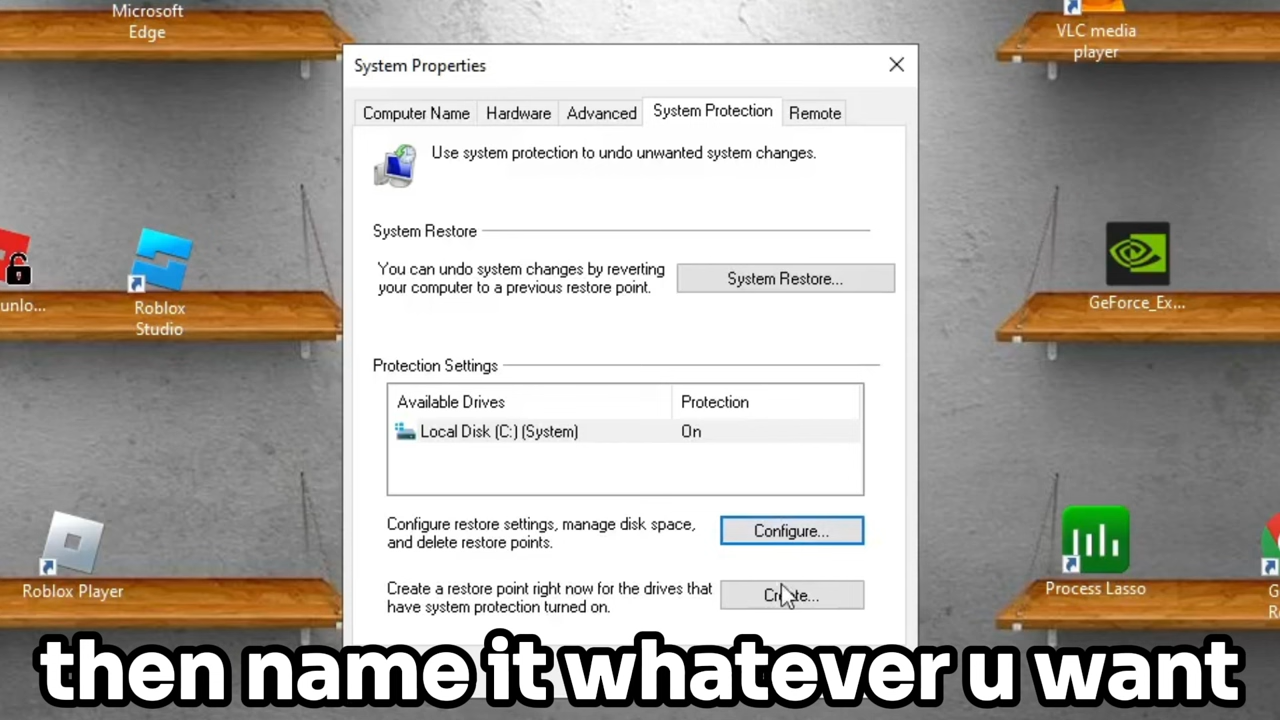 Microsoft
Edge
VLC media
player
System Properties
Computer Name
Hardware
Advanced
System Protection
Remote
Use system protection to undo unwanted system changes.
System Restore
You can undo system changes by reverting
your computer to a previous restore point.
System Restore...
unlo...
Roblox
Studio
GeForce_Ex...
Protection Settings
Available Drives
Protection
Local Disk (C:) (System)
On
Configure restore settings, manage disk space,
and delete restore points.
Configure...
Create a restore point right now for the drives that
have system protection turned on.
Create...
Roblox Player
Process Lasso
then name it whatever u want